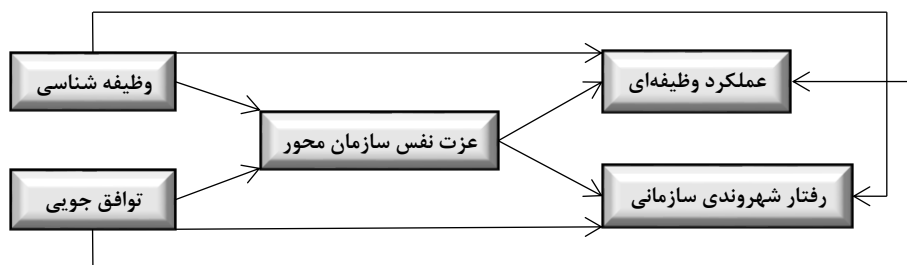 وظیفه شناسی
عملکرد وظیفه‌ای
عزت نفس سازمان محور
توافق جویی
رفتار شهروندی سازمانی